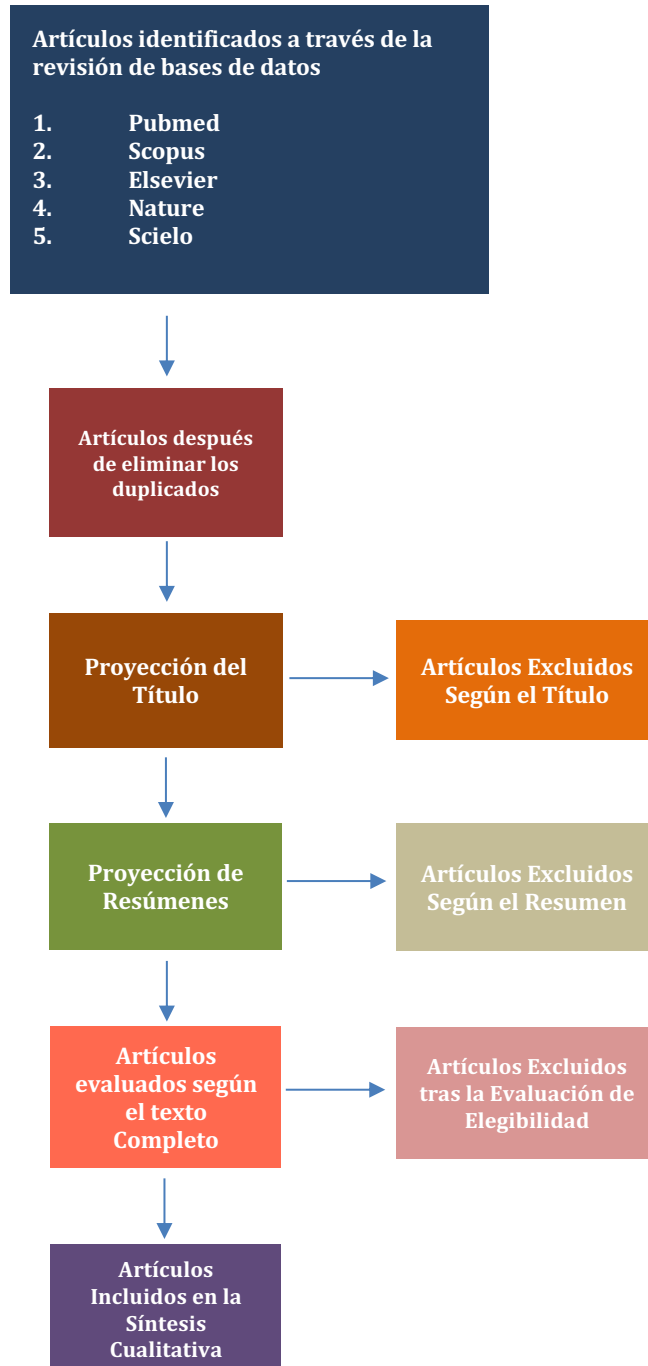 Artículos identificados a través de la
revisión de bases de datos
1. Pubmed
2. Scopus
3. Elsevier
4. Nature
5. Scielo
Artículos después
de eliminar los
duplicados
Proyección del
Título
Artículos Excluidos
Según el Título
Proyección de
Resúmenes
Artículos Excluidos
Según el Resumen
Artículos
evaluados según
el texto
Completo
Artículos Excluidos
tras la Evaluación de
Elegibilidad
Artículos
Incluidos en la
Síntesis
Cualitativa